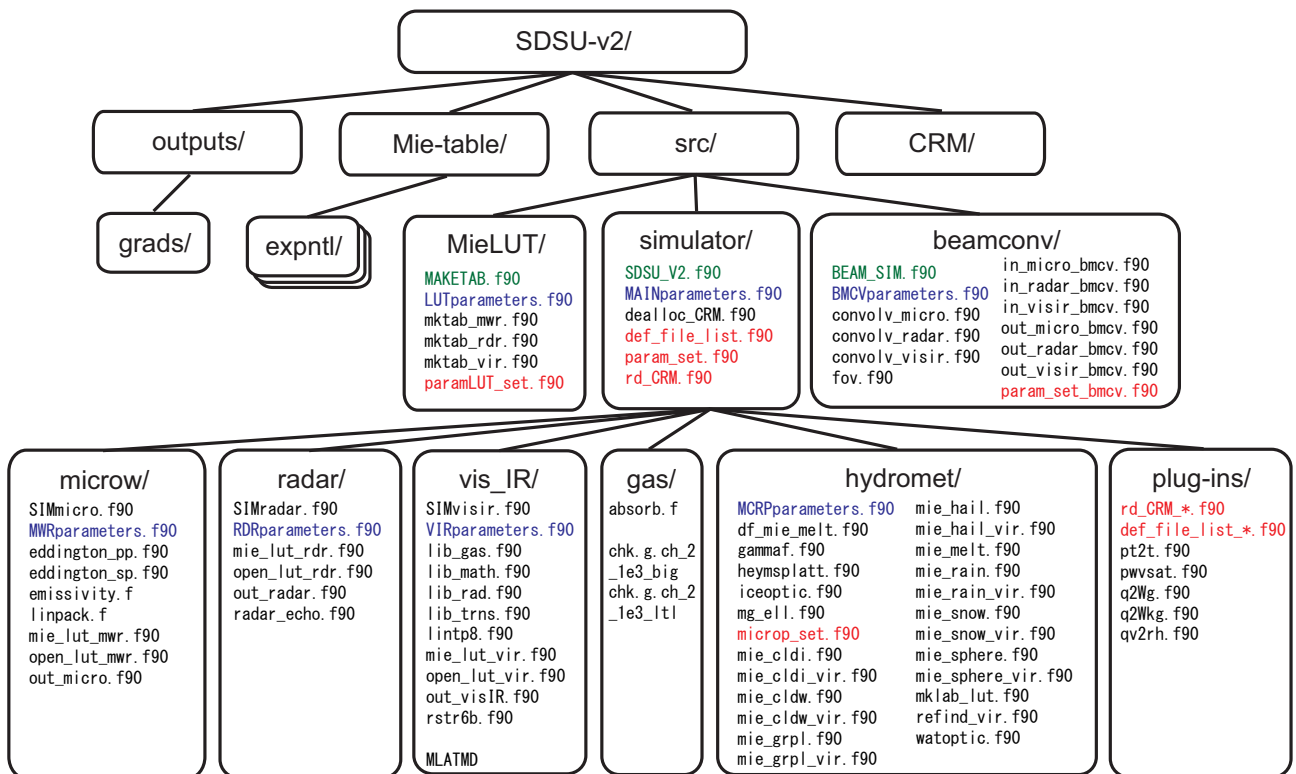 SDSU-v2/
outputs/
Mie-table/
src/
CRM/
grads/
expntl/
MieLUT/
MAKETAB.f90
LUTparameters.f90
mktab_mwr.f90
mktab_rdr.f90
mktab_vir.f90
paramLUT_set.f90
simulator/
SDSU_V2.f90
MAINparameters.f90
dealloc_CRM.f90
def_file_list.f90
param_set.f90
rd_CRM.f90
beamconv/
BEAM_SIM.f90
BMCVparameters.f90
convolv_micro.f90
convolv_radar.f90
convolv_visir.f90
fov.f90
in_micro_bmcv.f90
in_radar_bmcv.f90
in_visir_bmcv.f90
out_micro_bmcv.f90
out_radar_bmcv.f90
out_visir_bmcv.f90
param_set_bmcv.f90
microw/
SIMmicro.f90
MWRparameters.f90
eddington_pp.f90
eddington_sp.f90
emissivity.f
linpack.f
mie_lut_mwr.f90
open_lut_mwr.f90
out_micro.f90
radar/
SIMradar.f90
RDRparameters.f90
mie_lut_rdr.f90
open_lut_rdr.f90
out_radar.f90
radar_echo.f90
vis_IR/
SIMvisir.f90
VIRparameters.f90
lib_gas.f90
lib_math.f90
lib_rad.f90
lib_trns.f90
lintp8.f90
mie_lut_vir.f90
open_lut_vir.f90
out_visIR.f90
rstr6b.f90
MLATMD
gas/
absorb.f
chk.g.ch_2
_1e3_big
chk.g.ch_2
_1e3_ltl
hydromet/
MCRPparameters.f90
df_mie_melt.f90
gammaf.f90
heymsplatt.f90
iceoptic.f90
mg_ell.f90
microp_set.f90
mie_cldi.f90
mie_cldi_vir.f90
mie_cldw.f90
mie_cldw_vir.f90
mie_grpl.f90
mie_grpl_vir.f90
mie_hail.f90
mie_hail_vir.f90
mie_melt.f90
mie_rain.f90
mie_rain_vir.f90
mie_snow.f90
mie_snow_vir.f90
mie_sphere.f90
mie_sphere_vir.f90
mklab_lut.f90
refind_vir.f90
watoptic.f90
plug-ins/
rd_CRM_*.f90
def_file_list_*.f90
pt2t.f90
pwvsat.f90
q2Wg.f90
q2Wkg.f90
qv2rh.f90